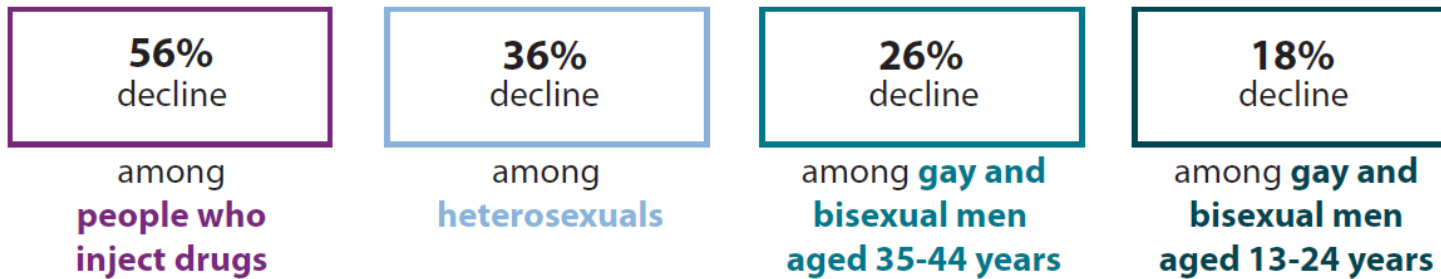 56%
decline
among
people who
inject drugs
36%
decline
among
heterosexuals
26%
decline
among gay and
bisexual men
aged 35-44 years
18%
decline
among gay and
bisexual men
aged 13-24 years